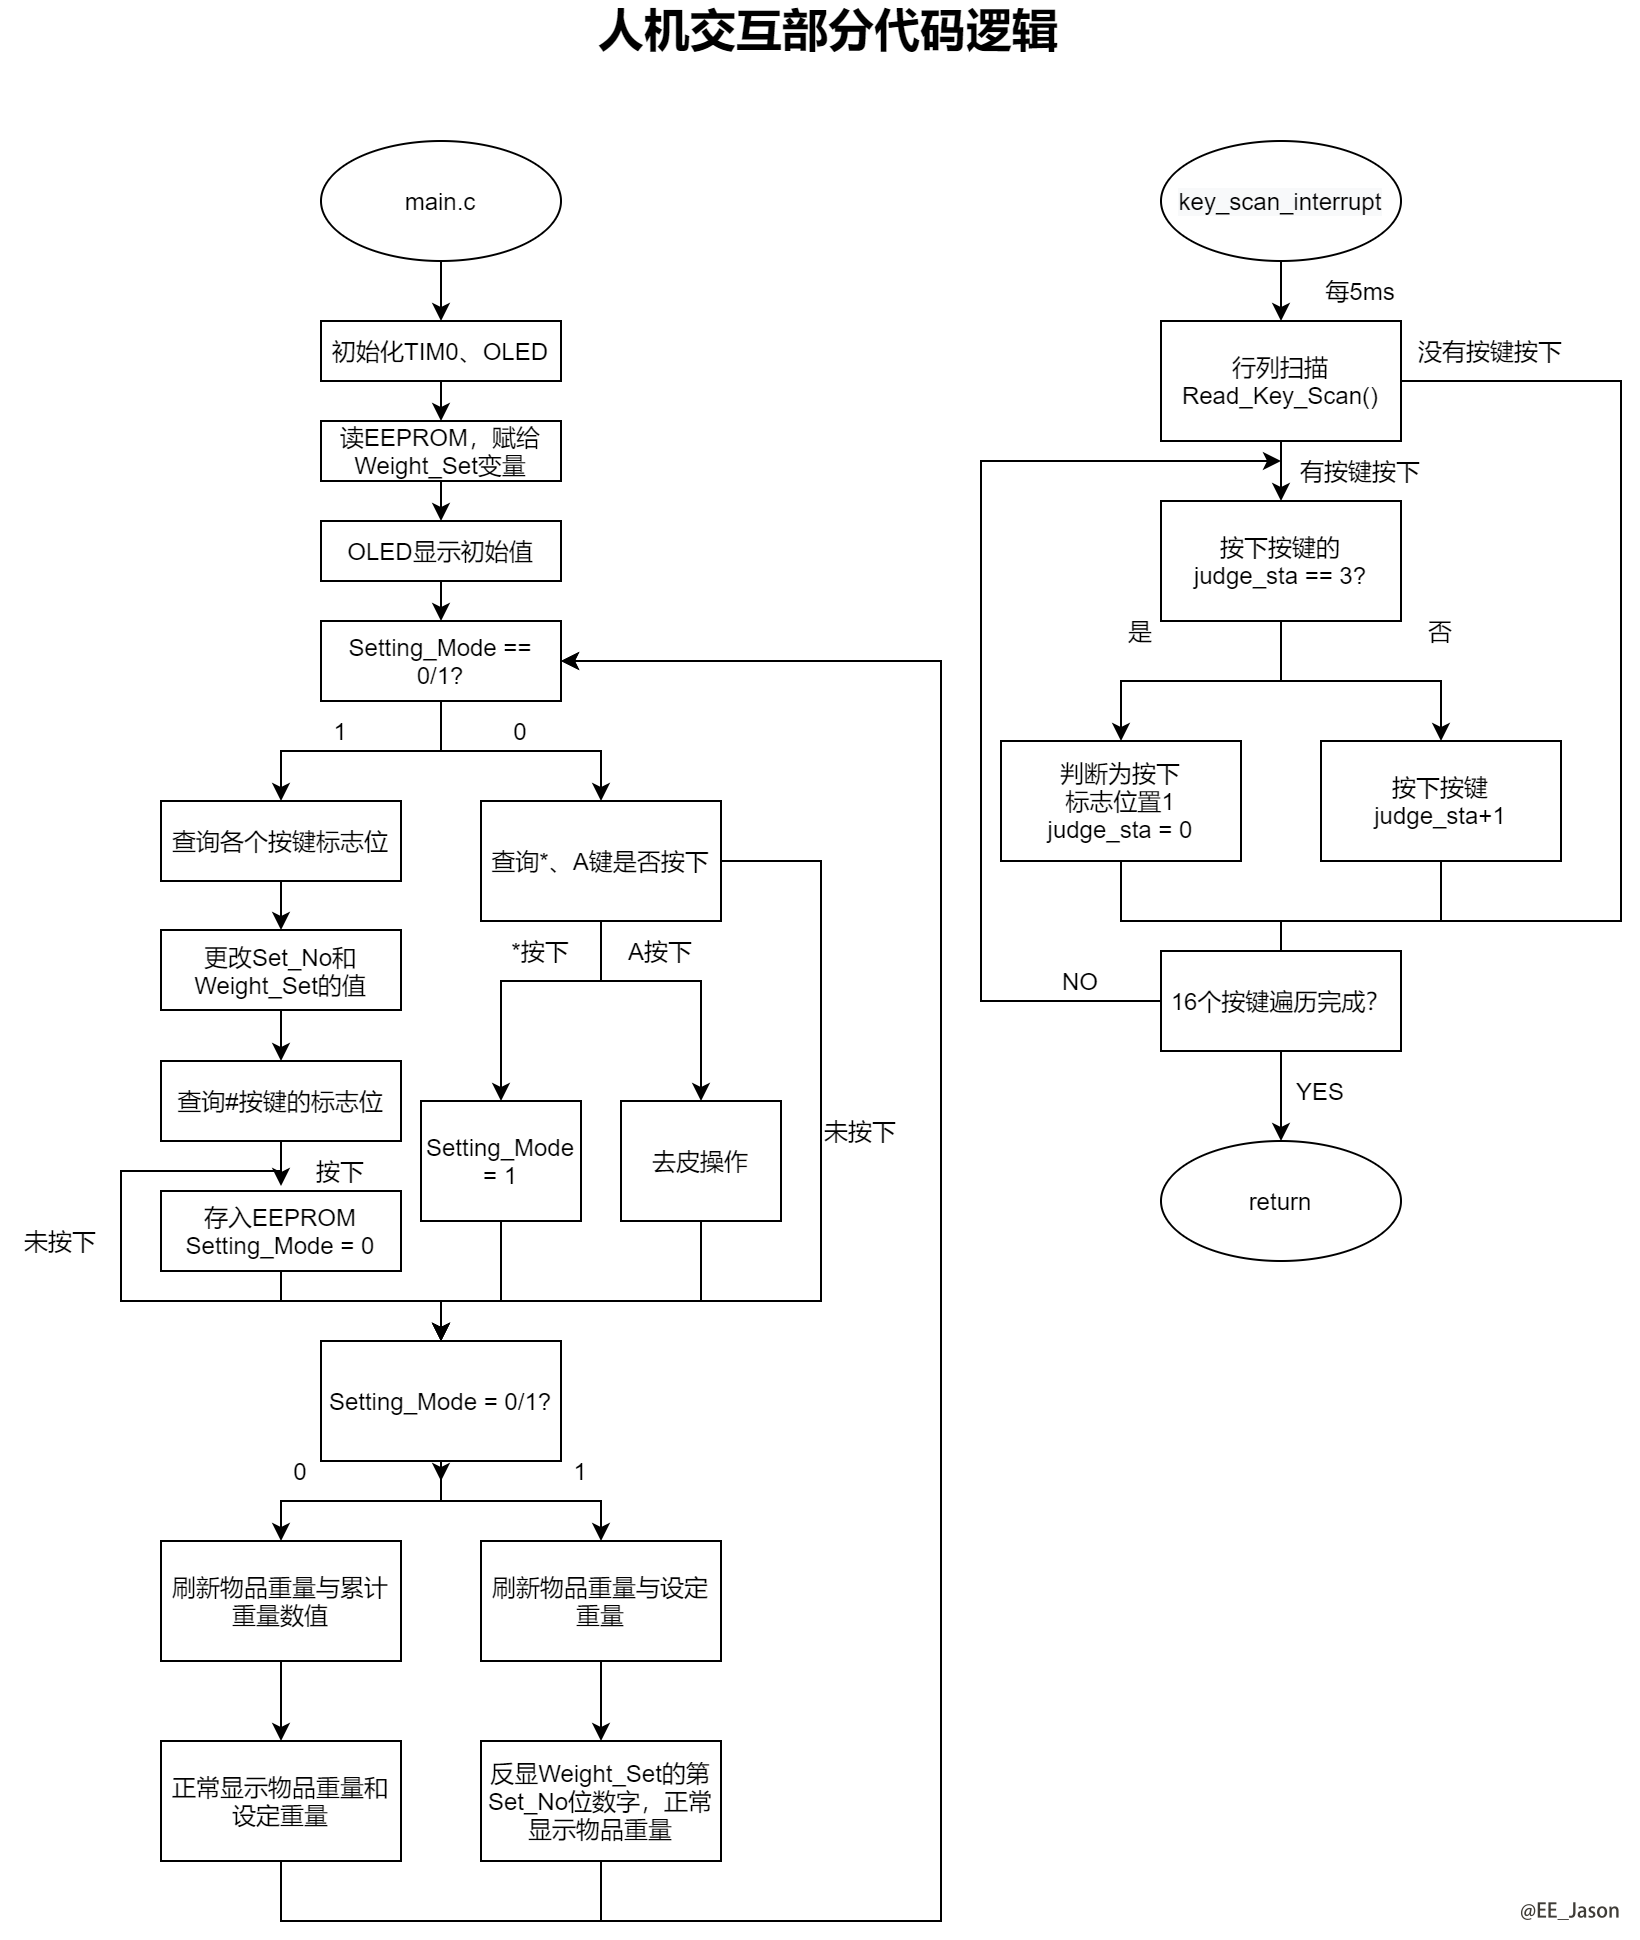 人机交互部分代码逻辑
main.c
初始化TIM0、OLED
读EEPROM，赋给
Weight_Set变量
OLED显示初始值
Setting_Mode ==
0/1?
1
0
查询各个按键标志位
查询*、A键是否按下
更改Set_No和
Weight_Set的值
*按下
A按下
查询#按键的标志位
Setting_Mode
= 1
去皮操作
未按下
按下
未按下
存入EEPROM
Setting_Mode = 0
Setting_Mode = 0/1?
0
1
刷新物品重量与累计
重量数值
刷新物品重量与设定
重量
正常显示物品重量和
设定重量
反显Weight_Set的第
Set_No位数字，正常
显示物品重量
key_scan_interrupt
每5ms
行列扫描
Read_Key_Scan()
没有按键按下
有按键按下
按下按键的
judge_sta == 3?
是
否
判断为按下
标志位置1
judge_sta = 0
按下按键
judge_sta+1
NO
16个按键遍历完成？
YES
return
@EE_Jason